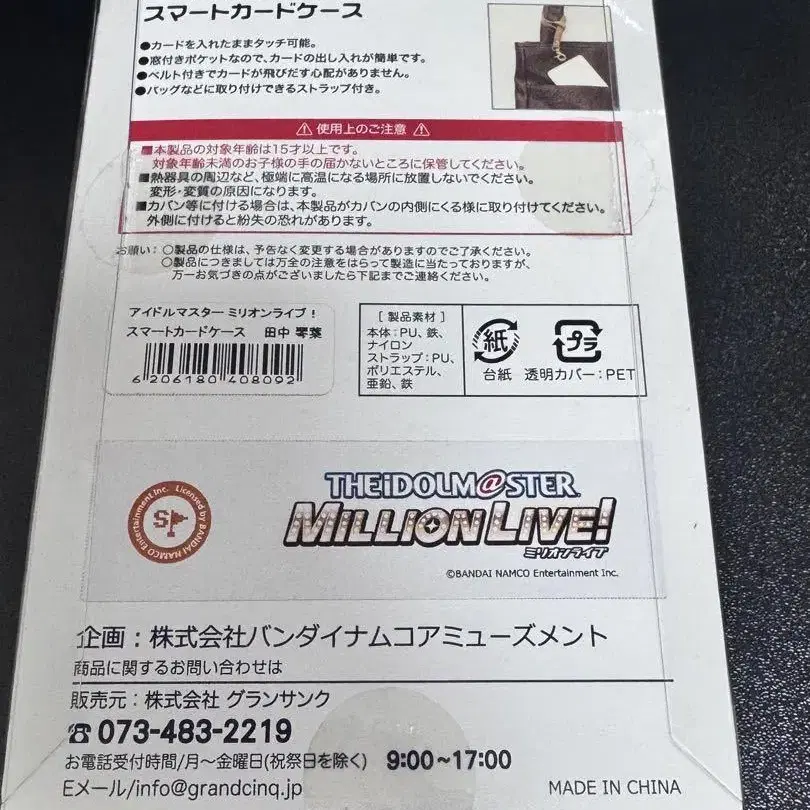 スマートカードケース
●カードを入れたままタッチ可能。
●窓付きポケットなので、カードの出し入れが簡単です。
●ベルト付きでカードが飛びだす心配がありません。
●バッグなどに取り付けできるストラップ付き。
⚠ 使用上のご注意 ⚠
■本製品の対象年齢は15才以上です。
対象年齢未満のお子様の手の届かないところに保管してください。
■熱器具の周辺など、極端に高温になる場所に放置しないでください。
変形・変質の原因になります。
■カバン等に付ける場合は、本製品がカバンの内側にくる様に取り付けてください。
外側に付けると紛失の恐れがあります。
お願い:○製品の仕様は、予告なく変更する場合がありますのでご了承ください。
○製品につきましては万全の注意をはらって製造に当たっておりますが、
万一お気づきの点がございましたら下記までご連絡ください。
アイドルマスター ミリオンライブ!
スマートカードケース 田中 琴葉
6 206180 408092
[ 製品素材 ]
本体:PU、鉄、
ナイロン
ストラップ:PU、
ポリエステル、
亜鉛、鉄
紙
台紙
プラ
透明カバー:PET
Licensed by BANDAI NAMCO Entertainment Inc.
THE iDOLM@STER
MILLION LIVE!
ミリオンライブ
©BANDAI NAMCO Entertainment Inc.
企画:株式会社バンダイナムコアミューズメント
商品に関するお問い合わせは
販売元:株式会社 グランサンク
☎073-483-2219
お電話受付時間/月~金曜日(祝祭日を除く) 9:00~17:00
Eメール/info@grandcinq.jp
MADE IN CHINA